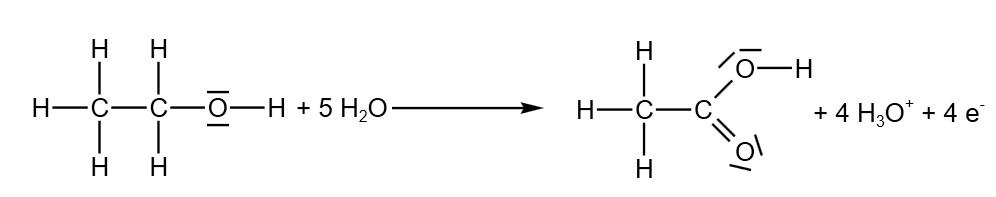 H H H
O H
H C C O H + 5 H₂O H C C + 4 H₃O⁺ + 4 e⁻
O
H H H